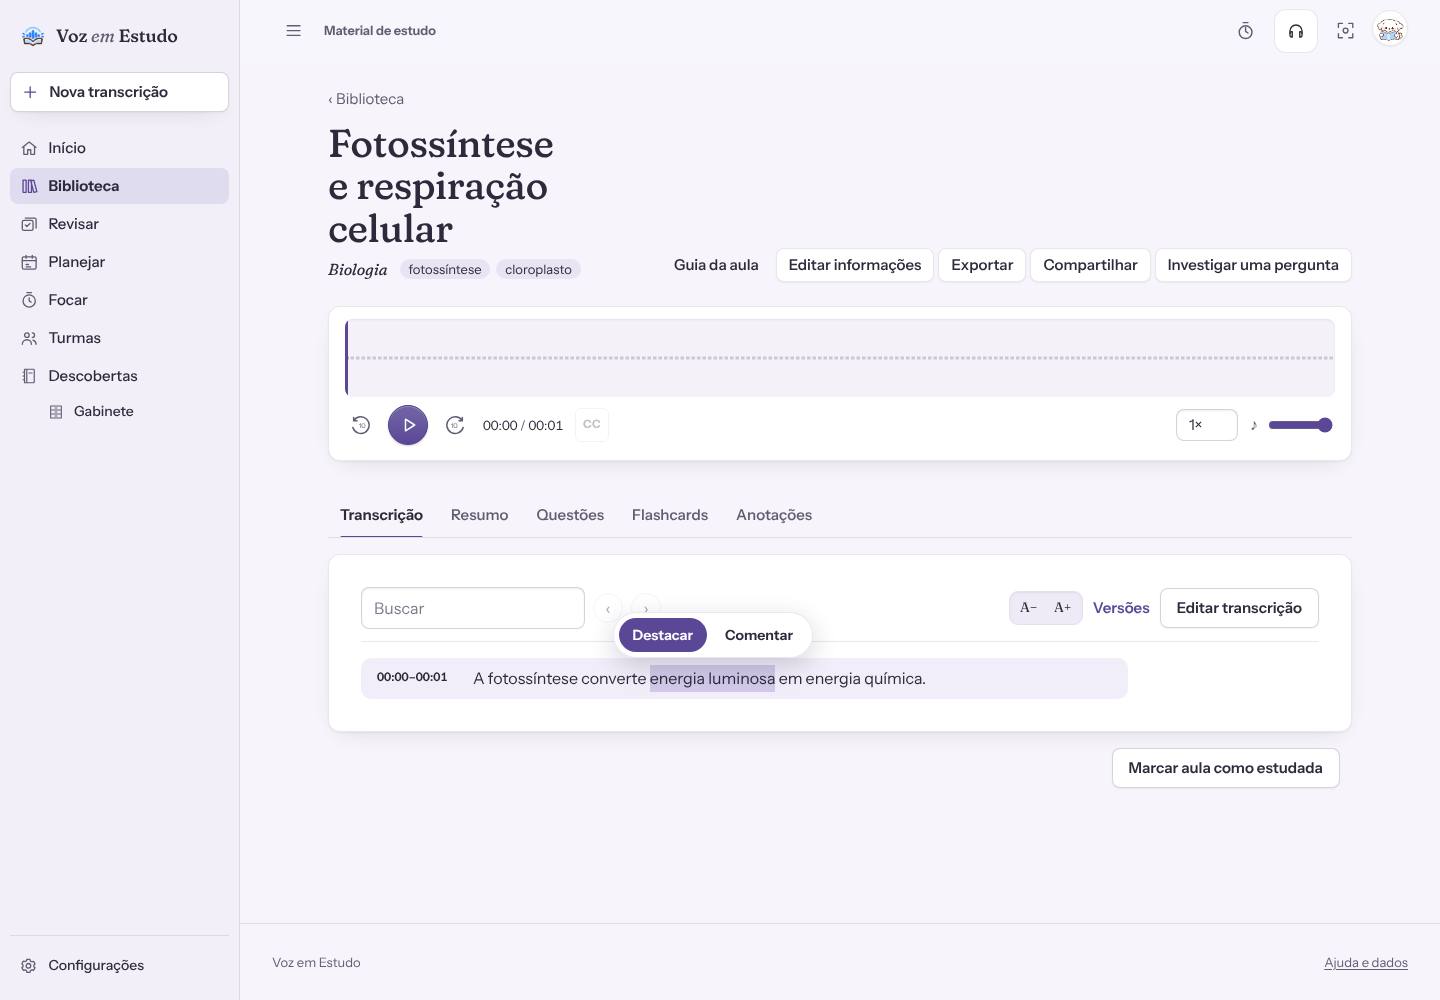 Voz em Estudo
Nova transcrição
Início
Biblioteca
Revisar
Planejar
Focar
Turmas
Descobertas
Gabinete
Configurações
Material de estudo
‹ Biblioteca
Fotossíntese
e respiração
celular
Biologia fotossíntese cloroplasto
Guia da aula Editar informações Exportar Compartilhar Investigar uma pergunta
10 10 00:00 / 00:01 CC 1× ♪
Transcrição Resumo Questões Flashcards Anotações
Buscar ‹ › A− A+ Versões Editar transcrição
Destacar Comentar
00:00–00:01 A fotossíntese converte energia luminosa em energia química.
Marcar aula como estudada
Voz em Estudo Ajuda e dados